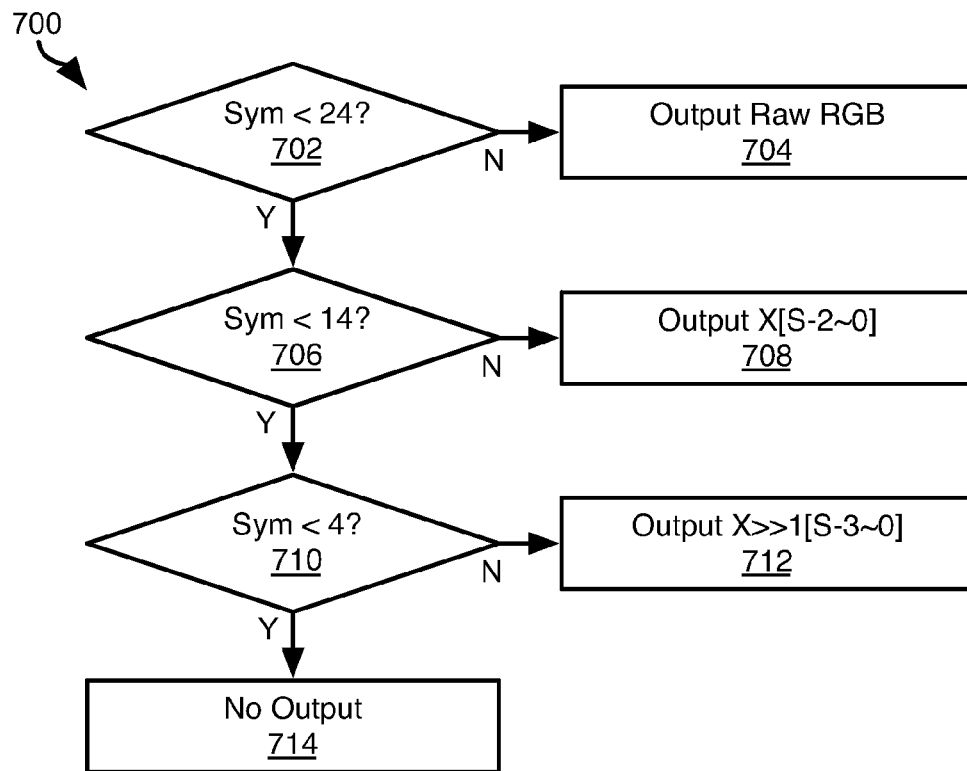 700
Sym < 24?
702
N
Output Raw RGB
704
Y
Sym < 14?
706
N
Output X[S-2~0]
708
Y
Sym < 4?
710
N
Output X>>1[S-3~0]
712
Y
No Output
714